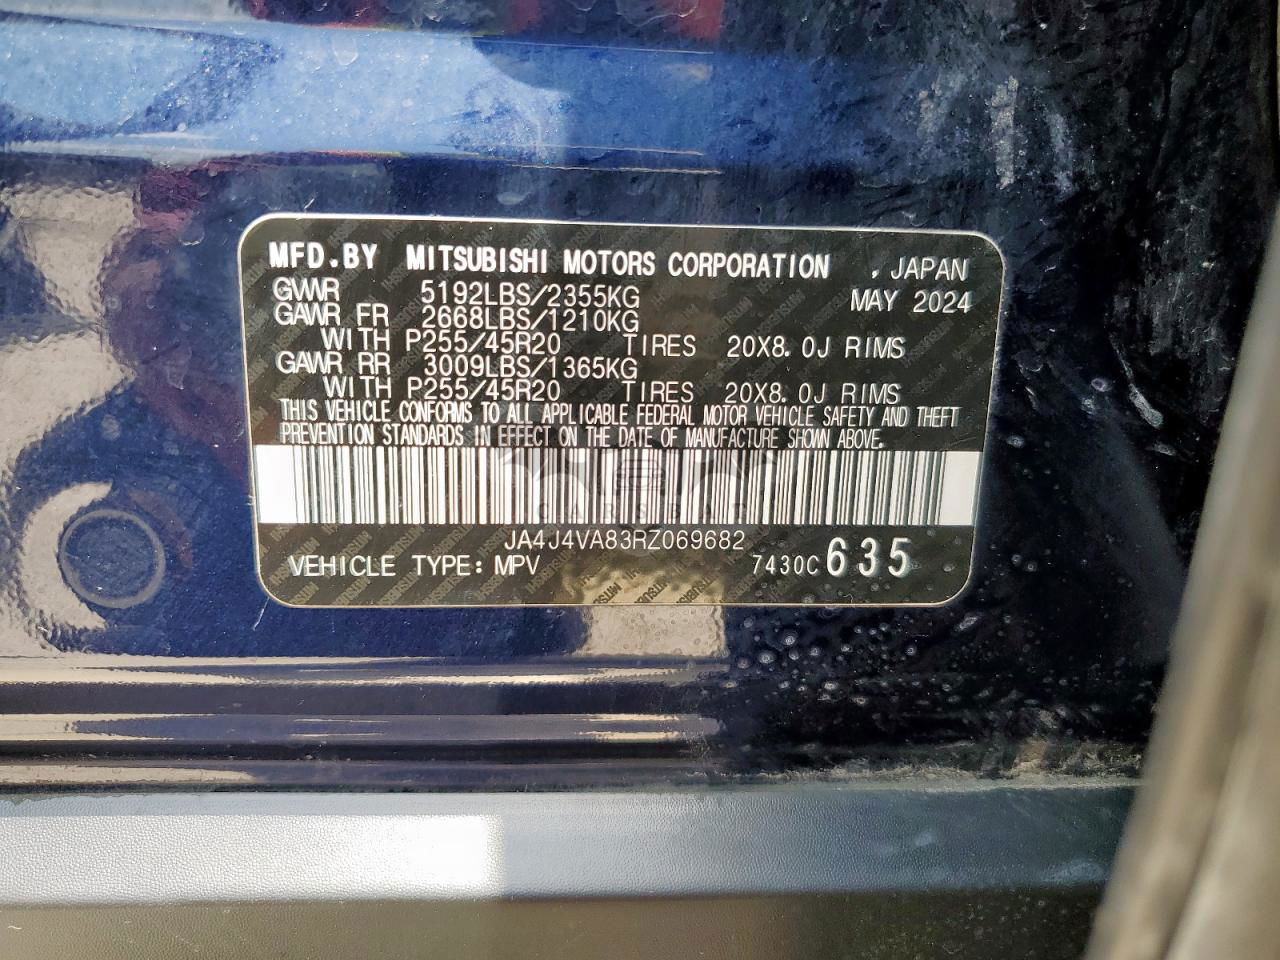 MFD.BY MITSUBISHI MOTORS CORPORATION , JAPAN
GVWR 5192LBS/2355KG MAY 2024
GAWR FR 2668LBS/1210KG
WITH P255/45R20 TIRES 20X8.0J RIMS
GAWR RR 3009LBS/1365KG
WITH P255/45R20 TIRES 20X8.0J RIMS
THIS VEHICLE CONFORMS TO ALL APPLICABLE FEDERAL MOTOR VEHICLE SAFETY AND THEFT
PREVENTION STANDARDS IN EFFECT ON THE DATE OF MANUFACTURE SHOWN ABOVE.
JA4J4VA83RZ069682
VEHICLE TYPE: MPV 7430C 635